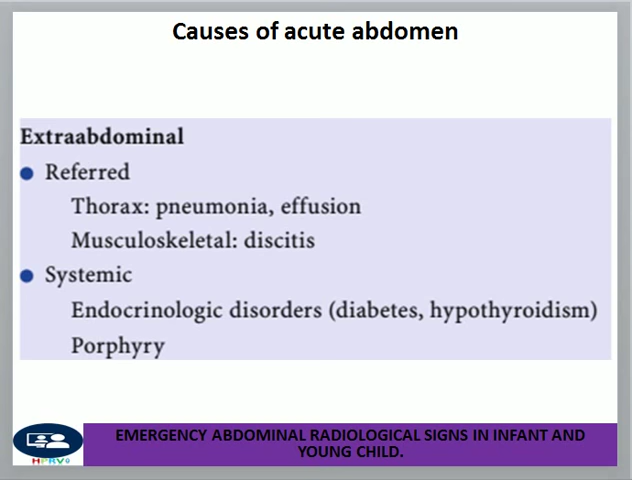 Causes of acute abdomen
Extraabdominal
● Referred
Thorax: pneumonia, effusion
Musculoskeletal: discitis
● Systemic
Endocrinologic disorders (diabetes, hypothyroidism)
Porphyry
EMERGENCY ABDOMINAL RADIOLOGICAL SIGNS IN INFANT AND
YOUNG CHILD.